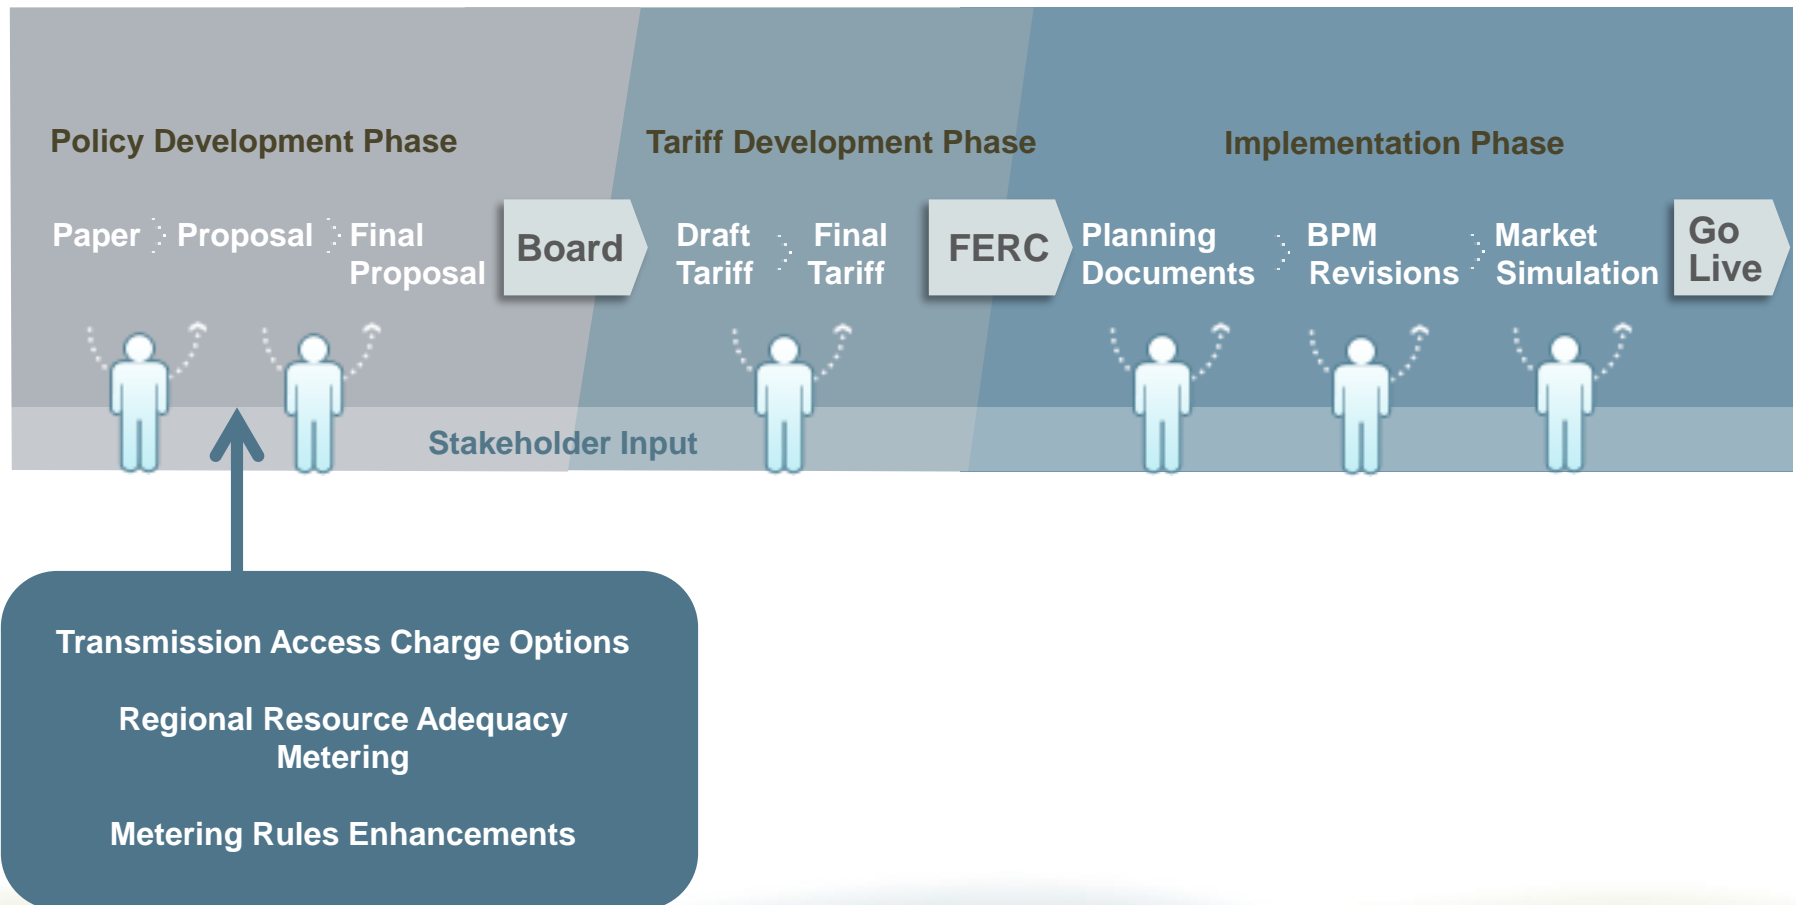 Policy Development Phase
Tariff Development Phase
Implementation Phase
Paper
Proposal
Final
Proposal
Board
Draft
Tariff
Final
Tariff
FERC
Planning
Documents
BPM
Revisions
Market
Simulation
Go
Live
Stakeholder Input
Transmission Access Charge Options
Regional Resource Adequacy
Metering
Metering Rules Enhancements